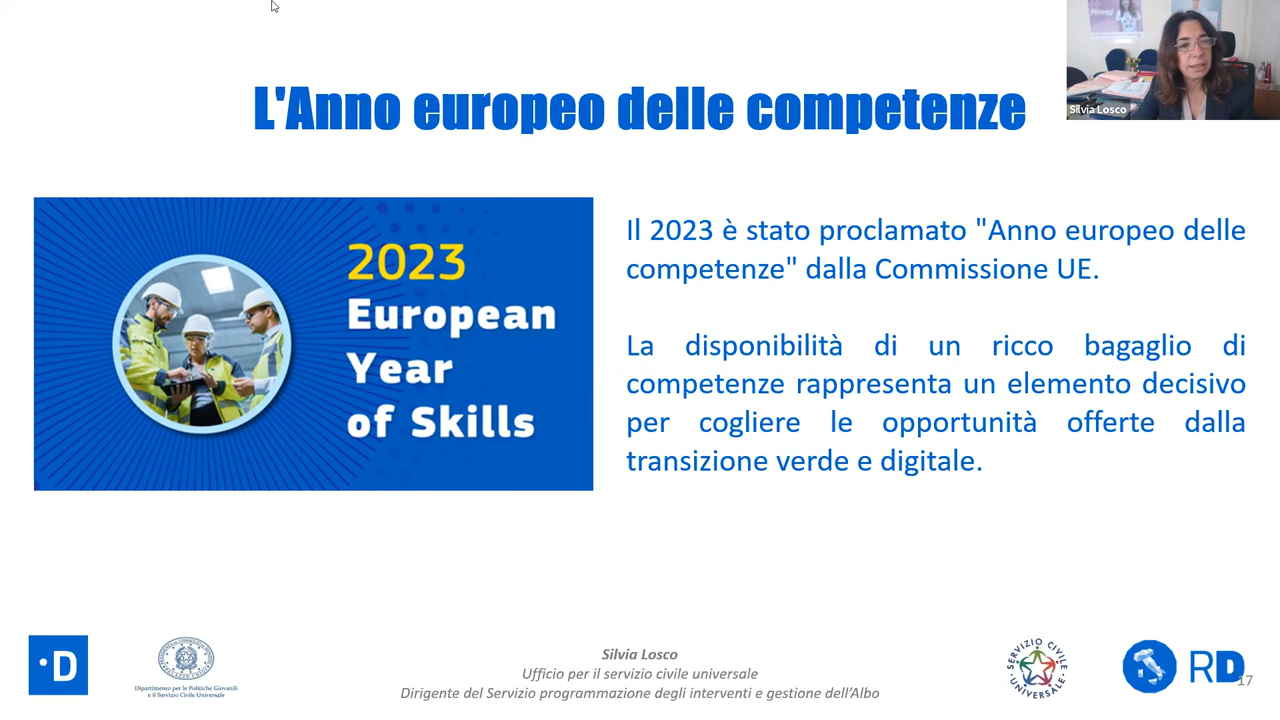 L'Anno europeo delle competenze
Silvia Losco
2023
European
Year
of Skills
Il 2023 è stato proclamato "Anno europeo delle
competenze" dalla Commissione UE.
La disponibilità di un ricco bagaglio di
competenze rappresenta un elemento decisivo
per cogliere le opportunità offerte dalla
transizione verde e digitale.
D
Dipartimento per le Politiche Giovanili
e il Servizio Civile Universale
Silvia Losco
Ufficio per il servizio civile universale
Dirigente del Servizio programmazione degli interventi e gestione dell'Albo
SERVIZIO CIVILE
UNIVERSALE
RD
17